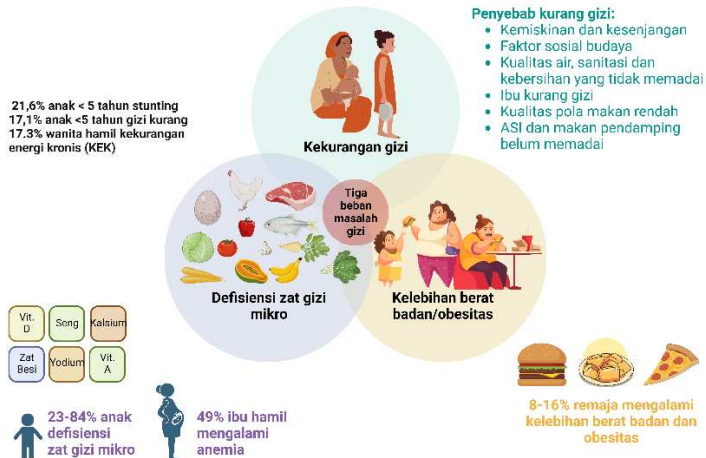 Penyebab kurang gizi:
• Kemiskinan dan kesenjangan
• Faktor sosial budaya
• Kualitas air, sanitasi dan
kebersihan yang tidak memadai
• Ibu kurang gizi
• Kualitas pola makan rendah
• ASI dan makan pendamping
belum memadai
21,6% anak < 5 tahun stunting
17,1% anak <5 tahun gizi kurang
17.3% wanita hamil kekurangan
energi kronis (KEK)
Kekurangan gizi
Tiga
beban
masalah
gizi
Defisiensi zat gizi
mikro
Kelebihan berat
badan/obesitas
Vit.
D
Seng
Kalsium
Zat
Besi
Yodium
Vit.
A
23-84% anak
defisiensi
zat gizi mikro
49% ibu hamil
mengalami
anemia
8-16% remaja mengalami
kelebihan berat badan dan
obesitas